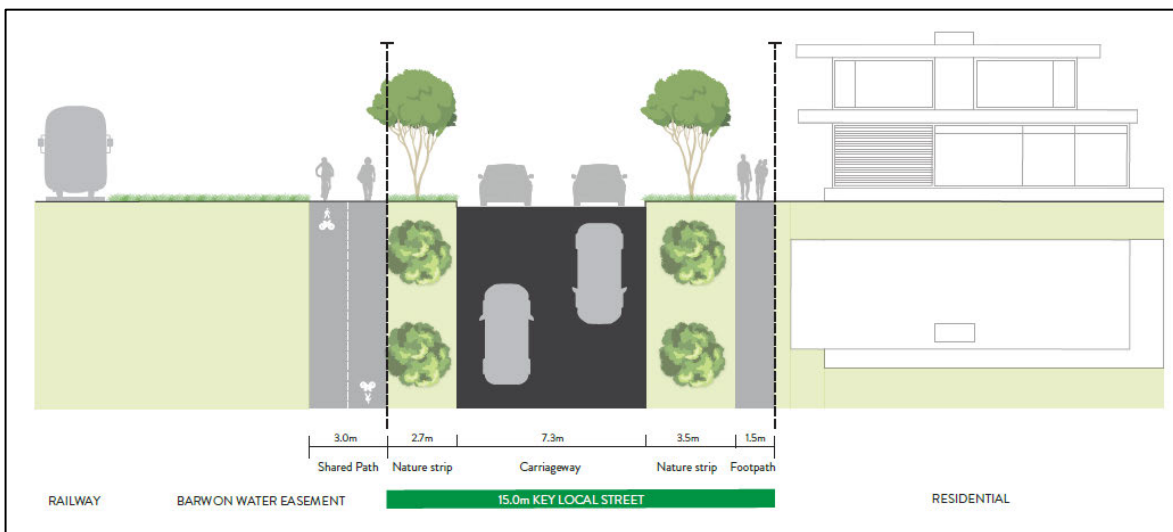 3.0m 2.7m 7.3m 3.5m 1.5m
Shared Path Nature strip Carriageway Nature strip Footpath
RAILWAY BARWON WATER EASEMENT 15.0m KEY LOCAL STREET RESIDENTIAL